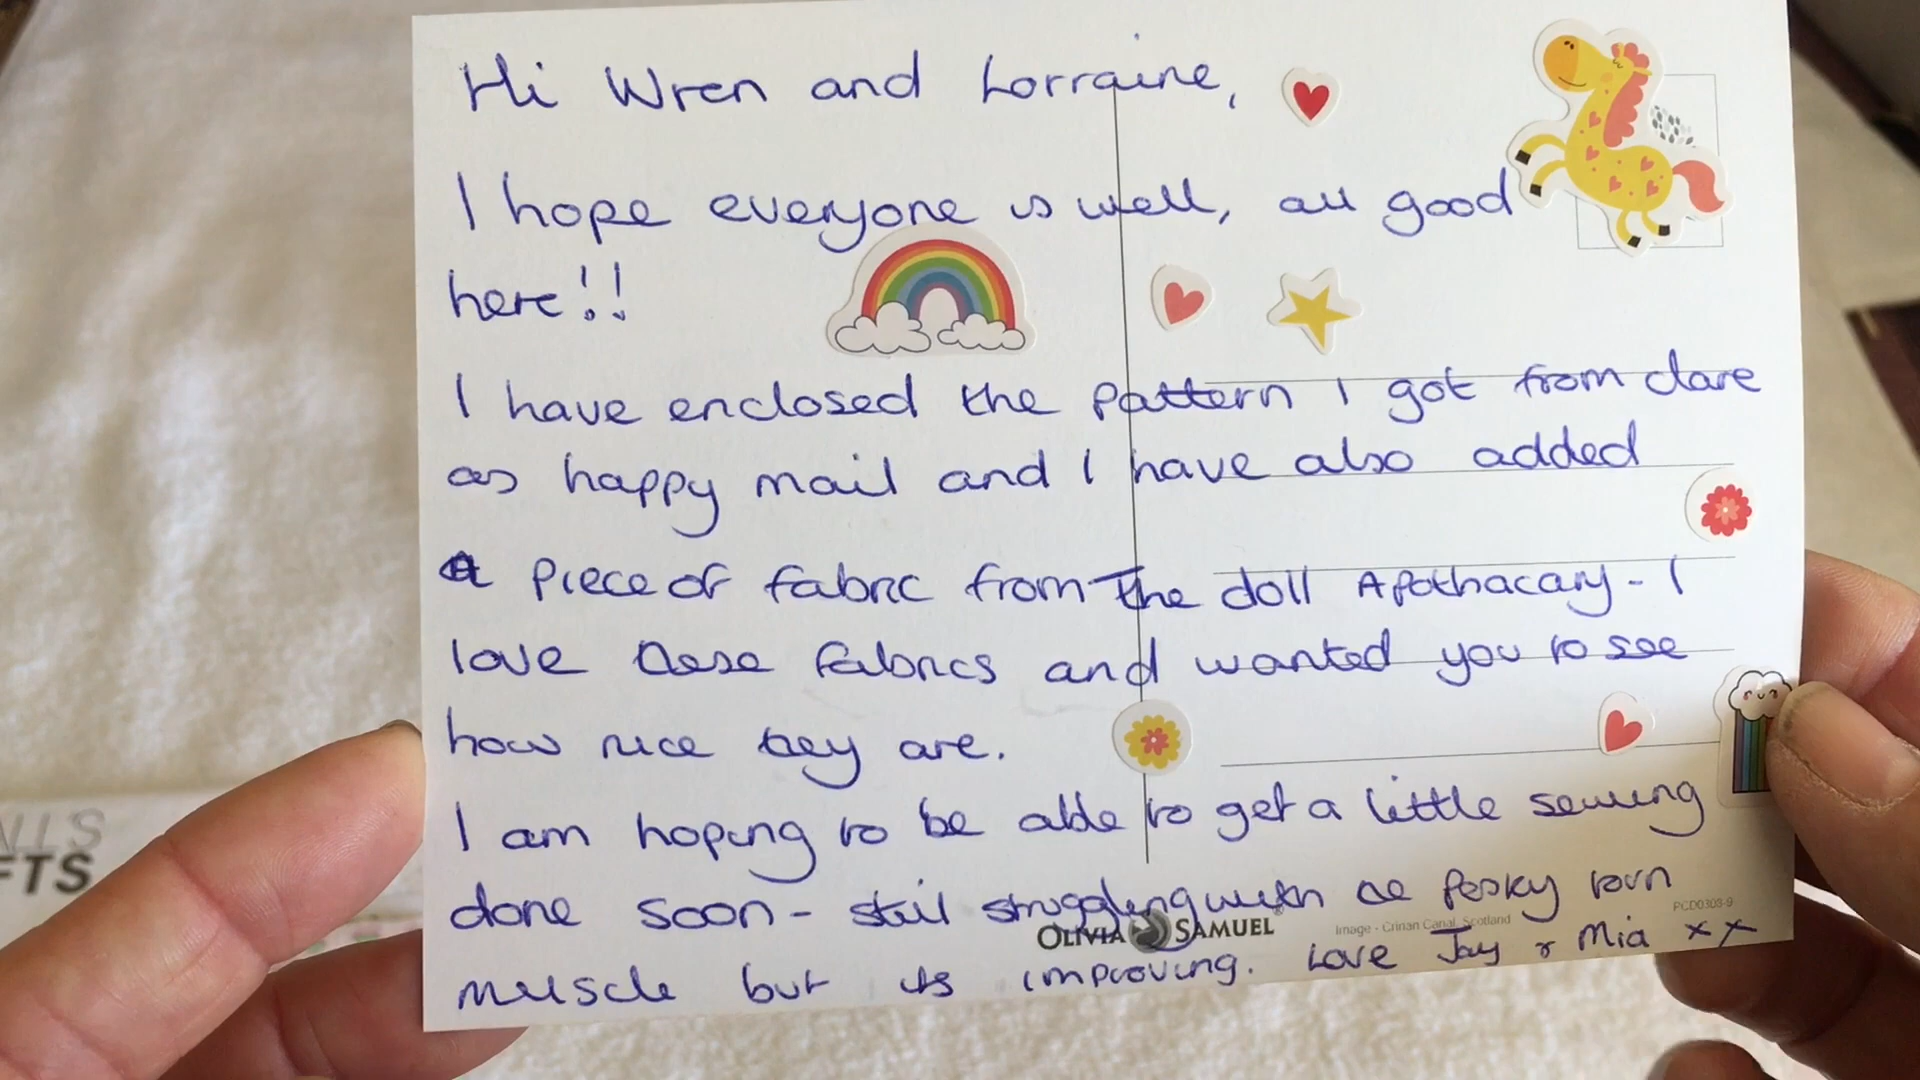 Hi Wren and Lorraine,
I hope everyone is well, all good
here!!
I have enclosed the pattern I got from Clare
as happy mail and I have also added
a piece of fabric from The doll Apothacary - I
love these fabrics and wanted you to see
how nice they are.
I am hoping to be able to get a little sewing
done soon - still struggling with the pesky torn
muscle but its improving. Love Jay & Mia xx
OLIVIA SAMUEL
Image - Crinan Canal, Scotland
PCD0303-9
FTS